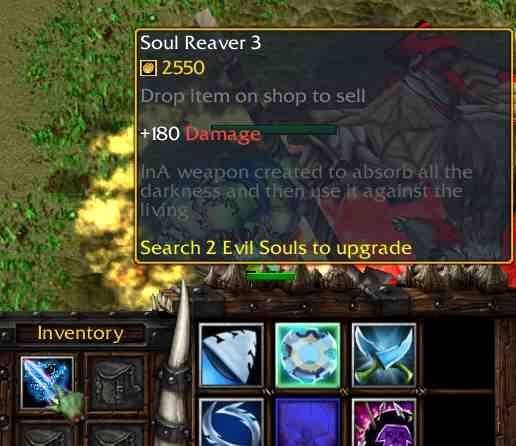 Soul Reaver 3
2550
Drop item on shop to sell
+180 Damage
InA weapon created to absorb all the
darkness and then use it against the
living
Search 2 Evil Souls to upgrade
Inventory